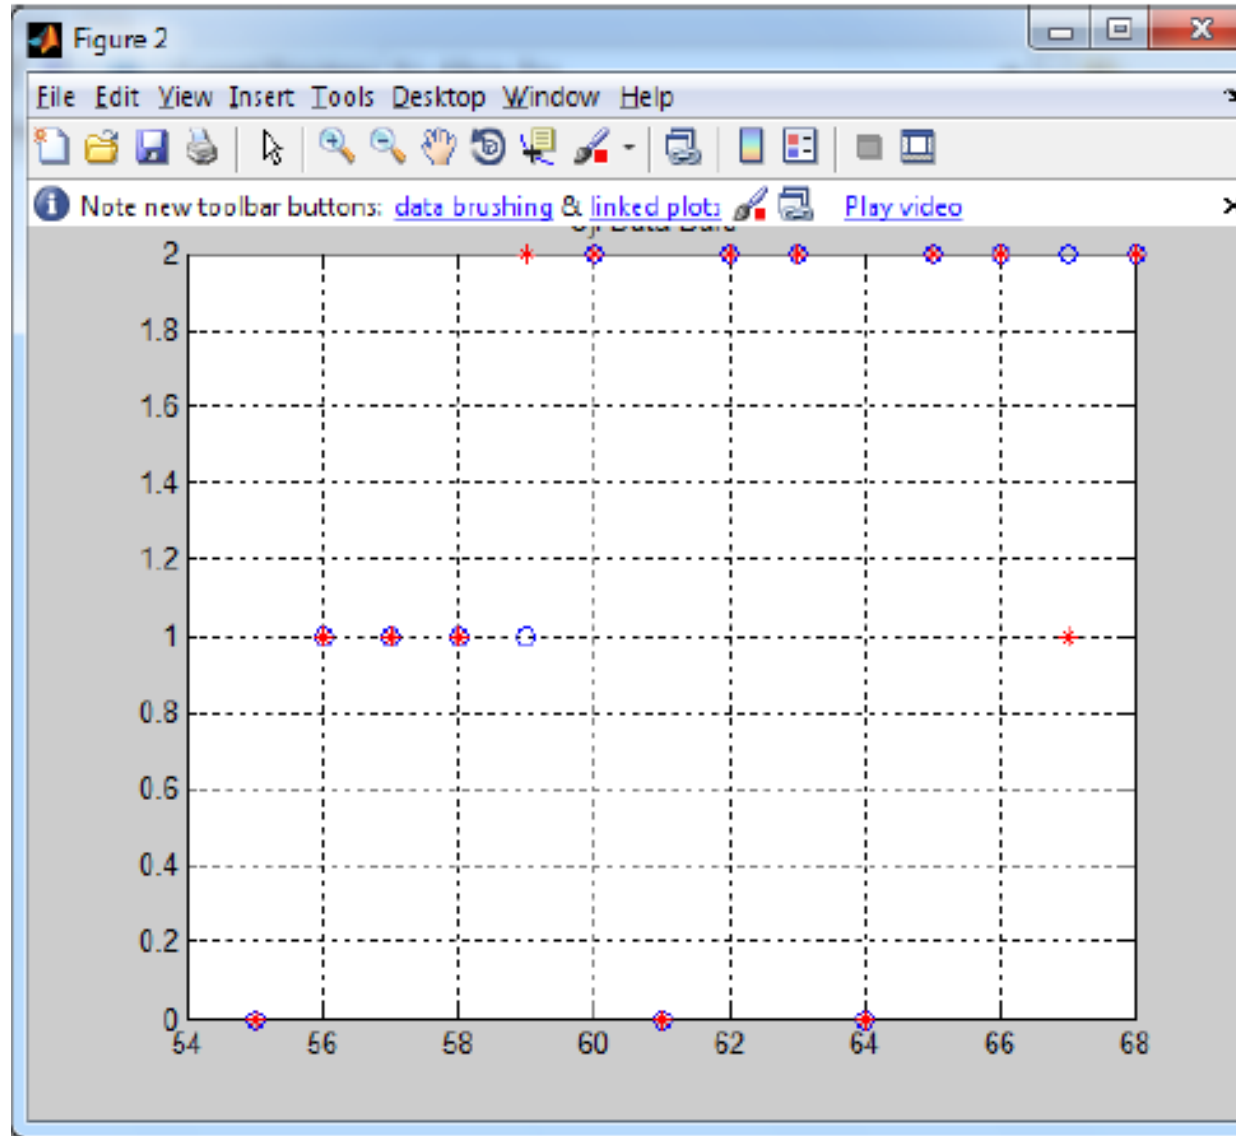 Figure 2
File Edit View Insert Tools Desktop Window Help
Note new toolbar buttons: data brushing & linked plots Play video
2
1.8
1.6
1.4
1.2
1
0.8
0.6
0.4
0.2
0
54 56 58 60 62 64 66 68